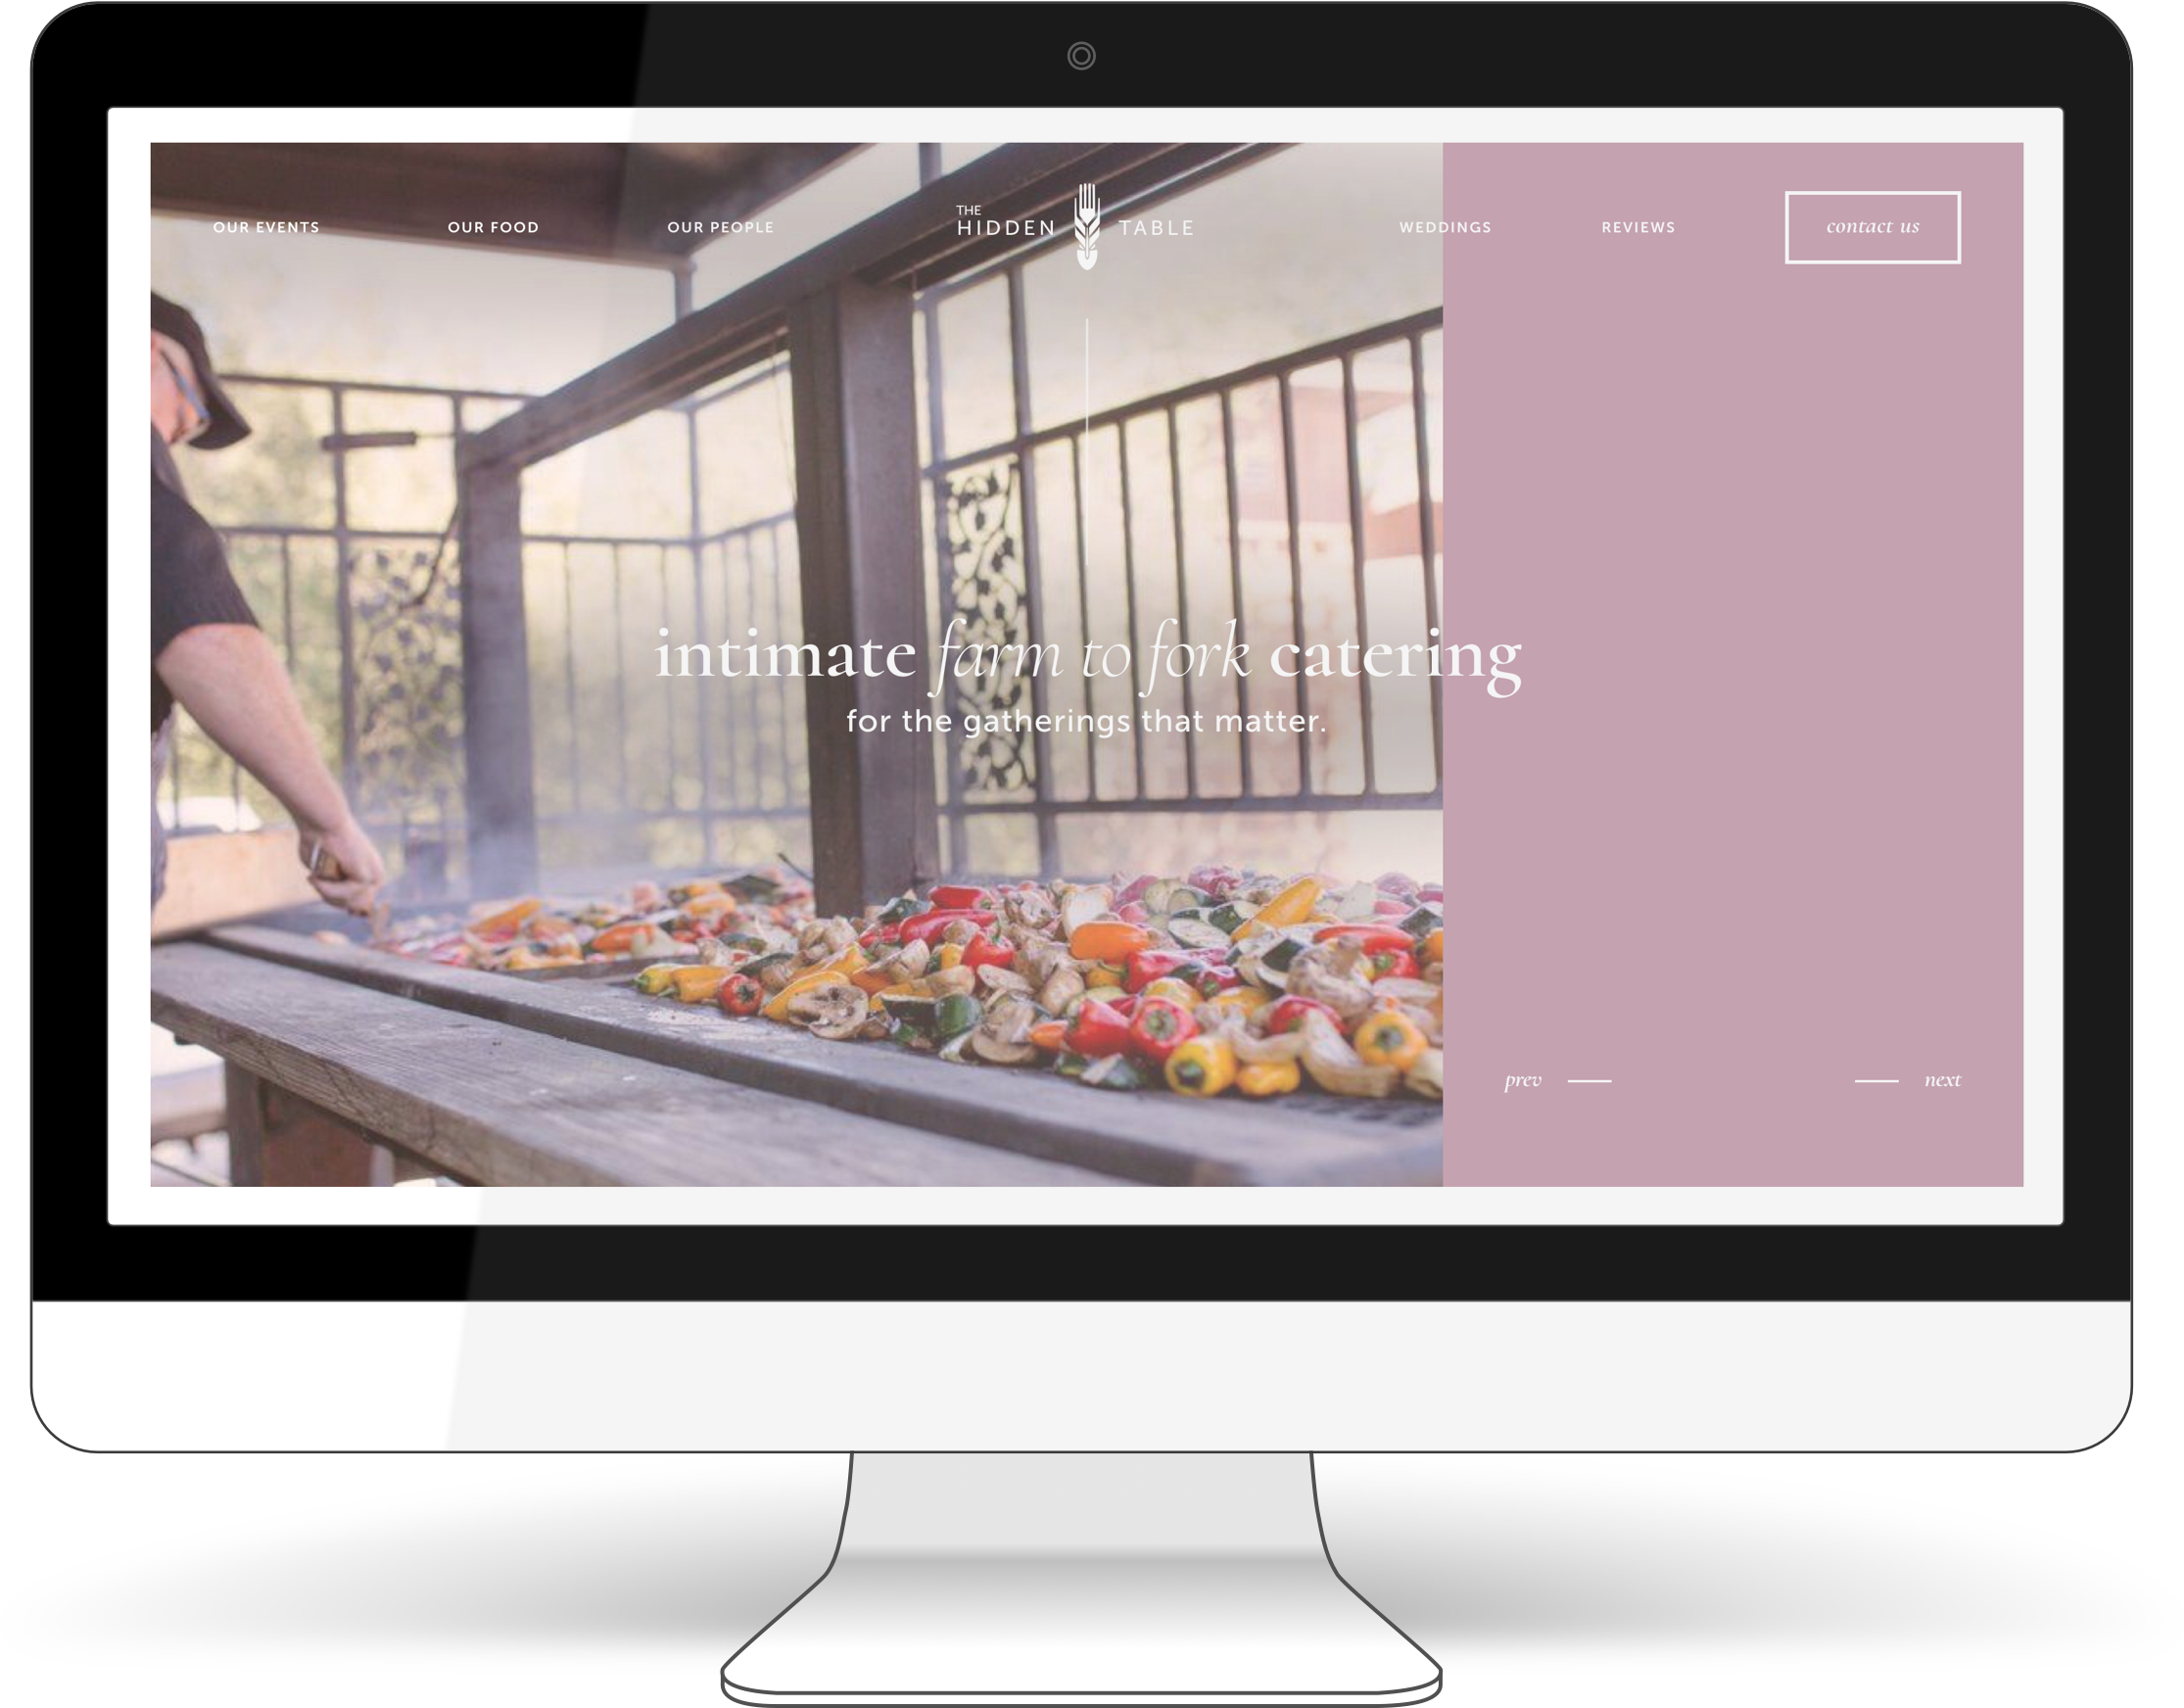 OUR EVENTS
OUR FOOD
OUR PEOPLE
THE
HIDDEN TABLE
WEDDINGS
REVIEWS
contact us
intimate farm to fork catering
for the gatherings that matter.
prev
next